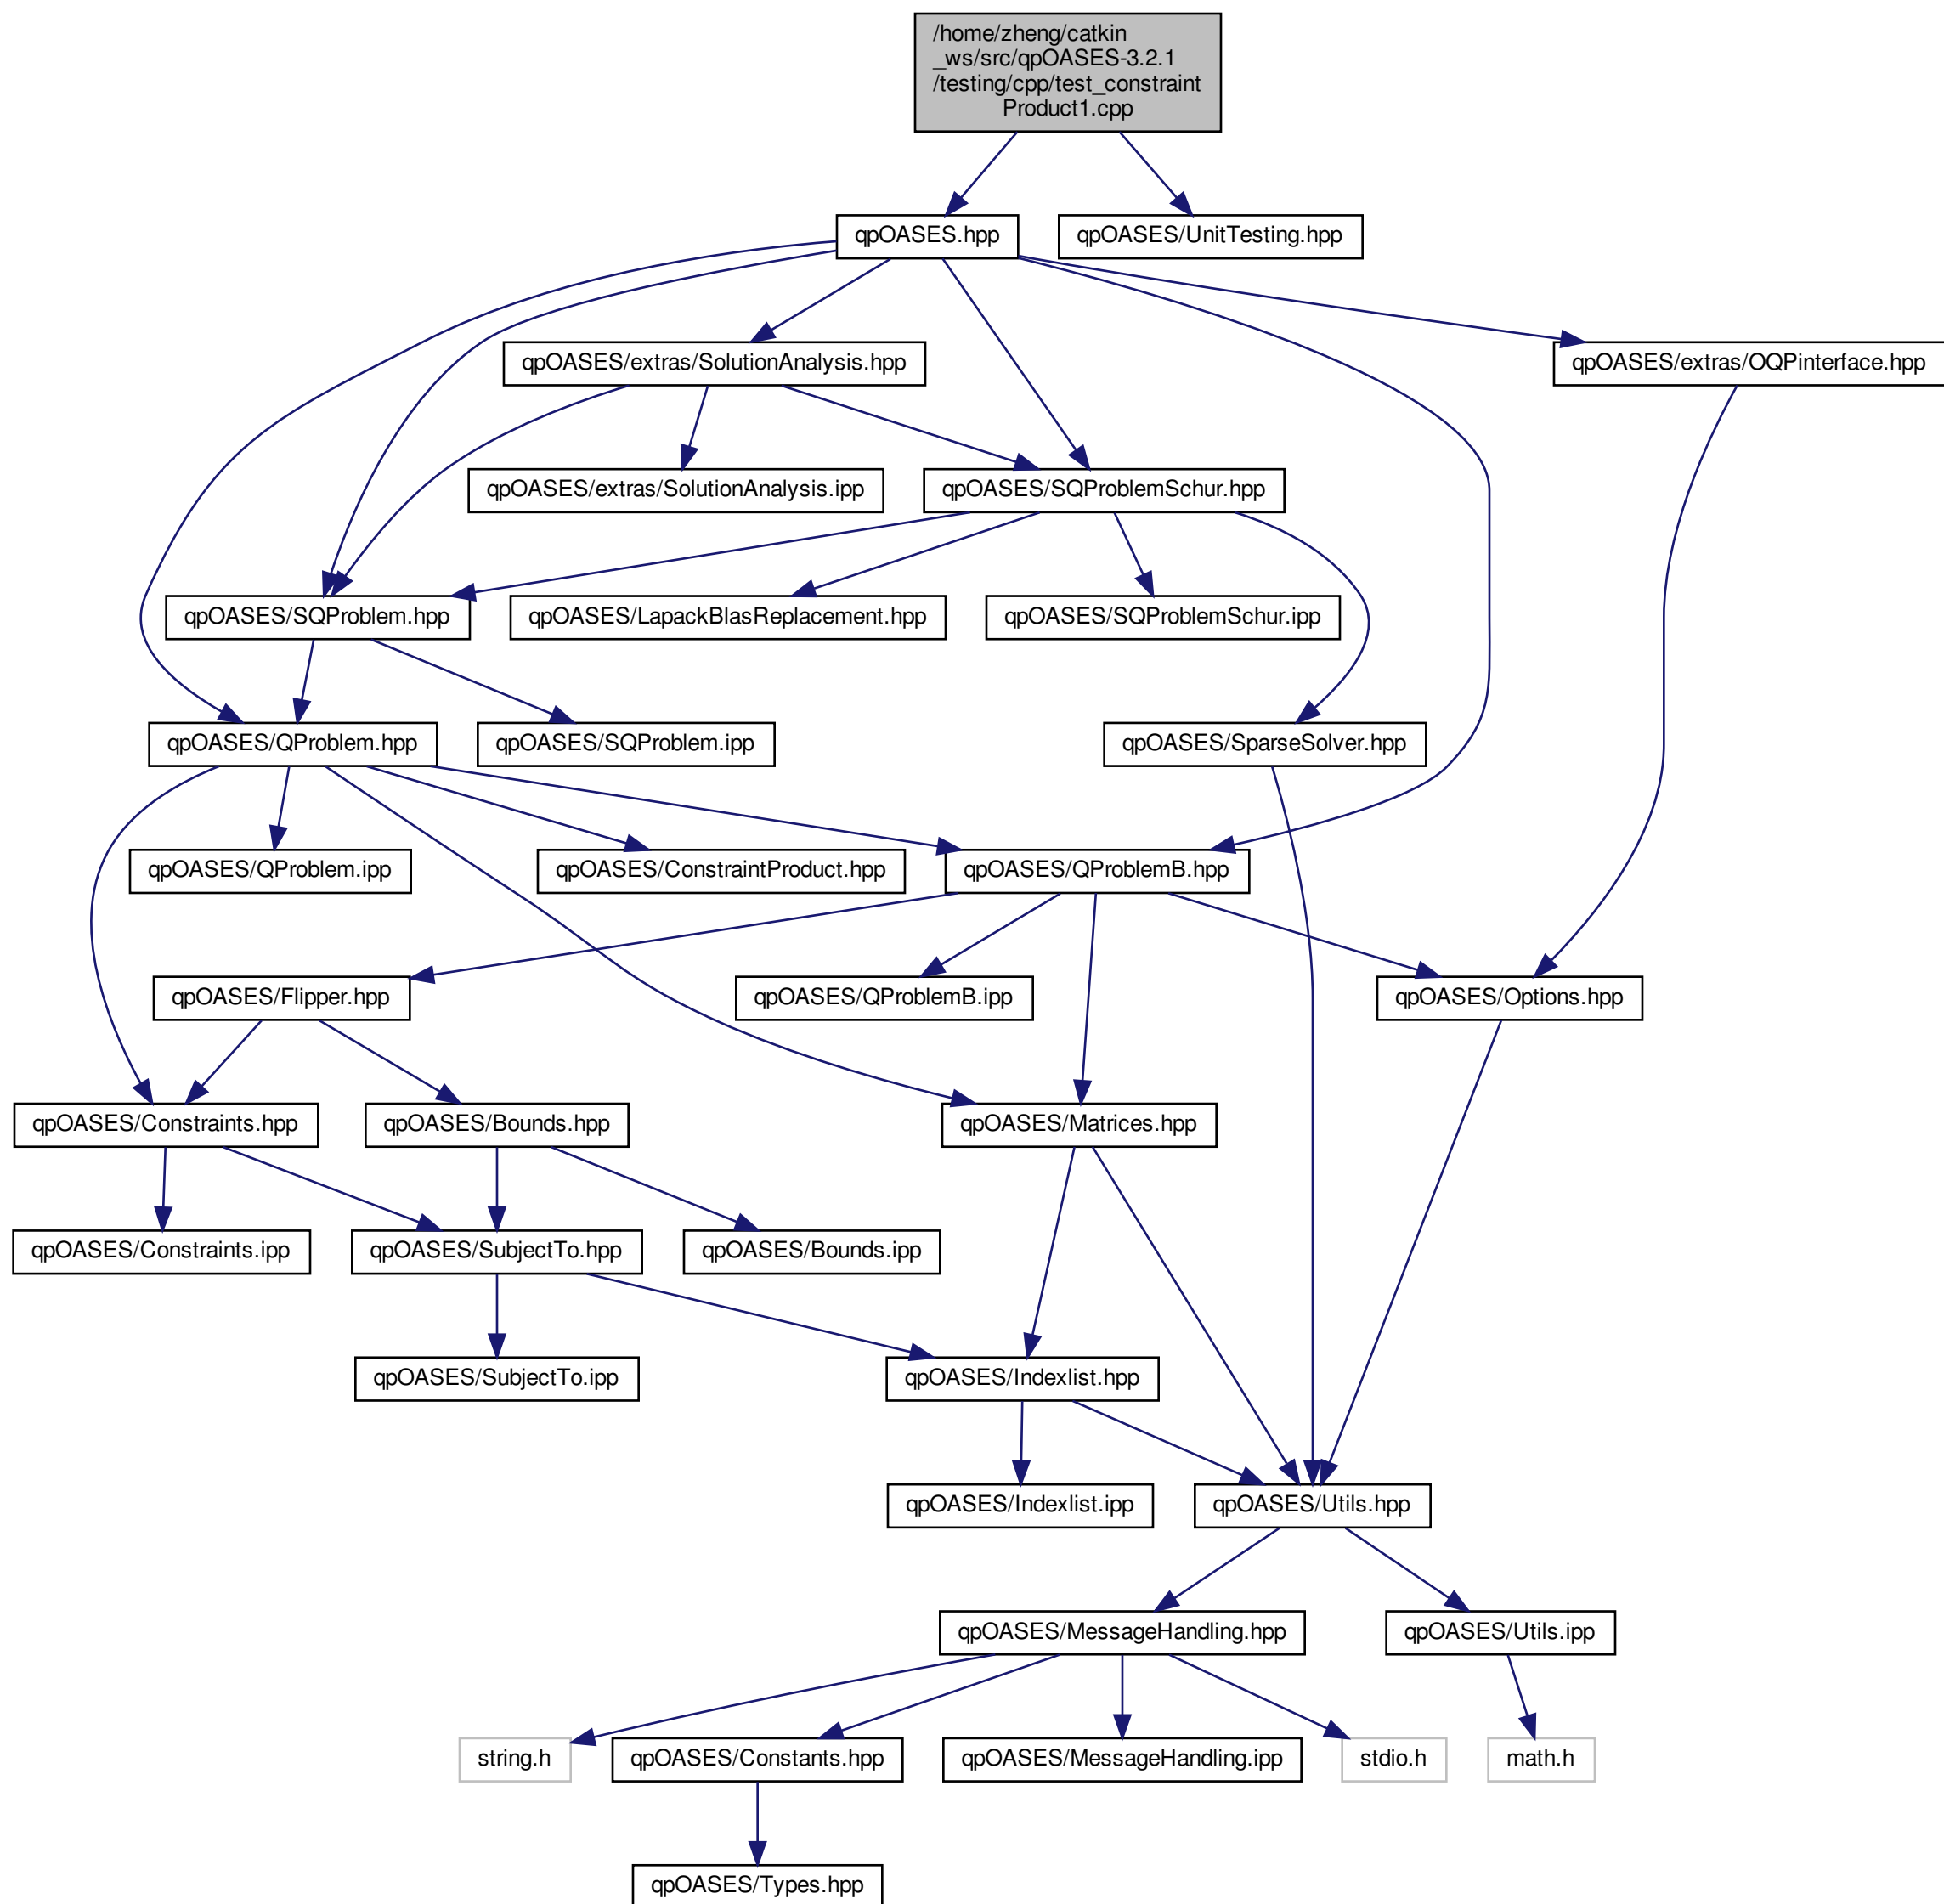 /home/zheng/catkin
_ws/src/qpOASES-3.2.1
/testing/cpp/test_constraint
Product1.cpp
qpOASES.hpp
qpOASES/UnitTesting.hpp
qpOASES/extras/SolutionAnalysis.hpp
qpOASES/extras/OQPinterface.hpp
qpOASES/extras/SolutionAnalysis.ipp
qpOASES/SQProblemSchur.hpp
qpOASES/SQProblem.hpp
qpOASES/LapackBlasReplacement.hpp
qpOASES/SQProblemSchur.ipp
qpOASES/QProblem.hpp
qpOASES/SQProblem.ipp
qpOASES/SparseSolver.hpp
qpOASES/QProblem.ipp
qpOASES/ConstraintProduct.hpp
qpOASES/QProblemB.hpp
qpOASES/Flipper.hpp
qpOASES/QProblemB.ipp
qpOASES/Options.hpp
qpOASES/Constraints.hpp
qpOASES/Bounds.hpp
qpOASES/Matrices.hpp
qpOASES/Constraints.ipp
qpOASES/SubjectTo.hpp
qpOASES/Bounds.ipp
qpOASES/SubjectTo.ipp
qpOASES/Indexlist.hpp
qpOASES/Indexlist.ipp
qpOASES/Utils.hpp
qpOASES/MessageHandling.hpp
qpOASES/Utils.ipp
string.h
qpOASES/Constants.hpp
qpOASES/MessageHandling.ipp
stdio.h
math.h
qpOASES/Types.hpp